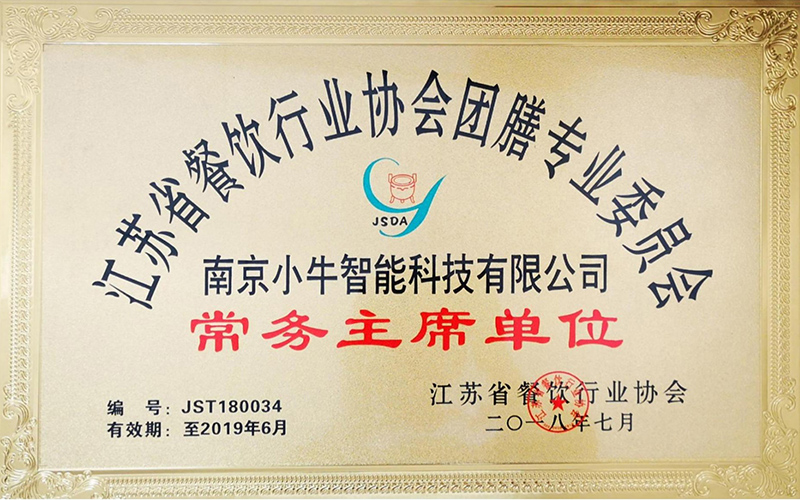 江苏省餐饮行业协会团膳专业委员会
JSDA
南京小牛智能科技有限公司
常务主席单位
编 号：JST180034
有效期：至2019年6月
江苏省餐饮行业协会
二〇一八年七月